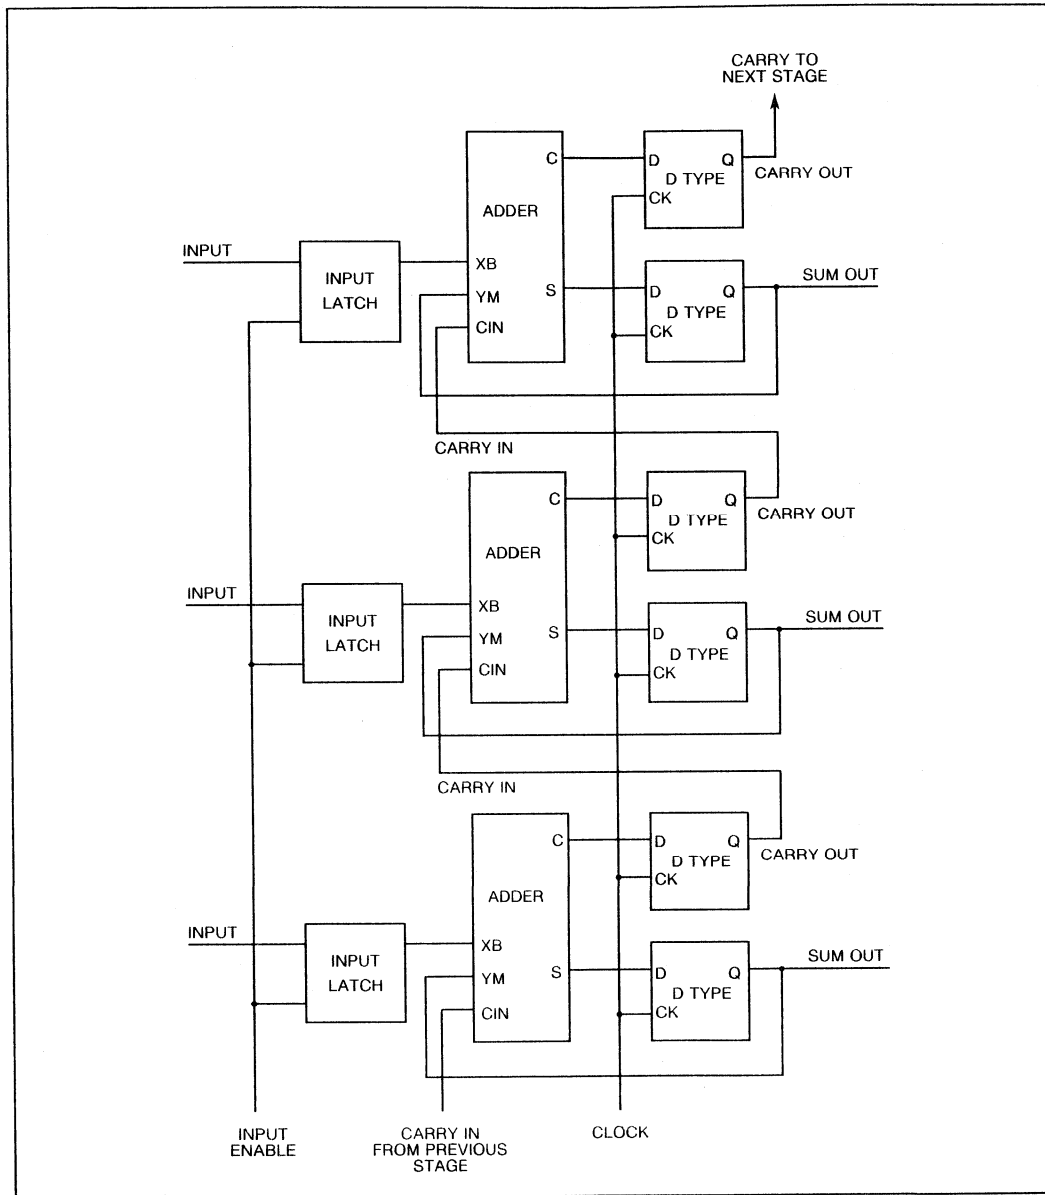 CARRY TO
NEXT STAGE
C
D
Q
D TYPE
CARRY OUT
CK
ADDER
INPUT
INPUT
LATCH
XB
YM
CIN
S
D
Q
D TYPE
CK
SUM OUT
CARRY IN
C
D
Q
D TYPE
CARRY OUT
CK
ADDER
INPUT
INPUT
LATCH
XB
YM
CIN
S
D
Q
D TYPE
CK
SUM OUT
CARRY IN
C
D
Q
D TYPE
CARRY OUT
CK
ADDER
INPUT
INPUT
LATCH
XB
YM
CIN
S
D
Q
D TYPE
CK
SUM OUT
INPUT
ENABLE
CARRY IN
FROM PREVIOUS
STAGE
CLOCK